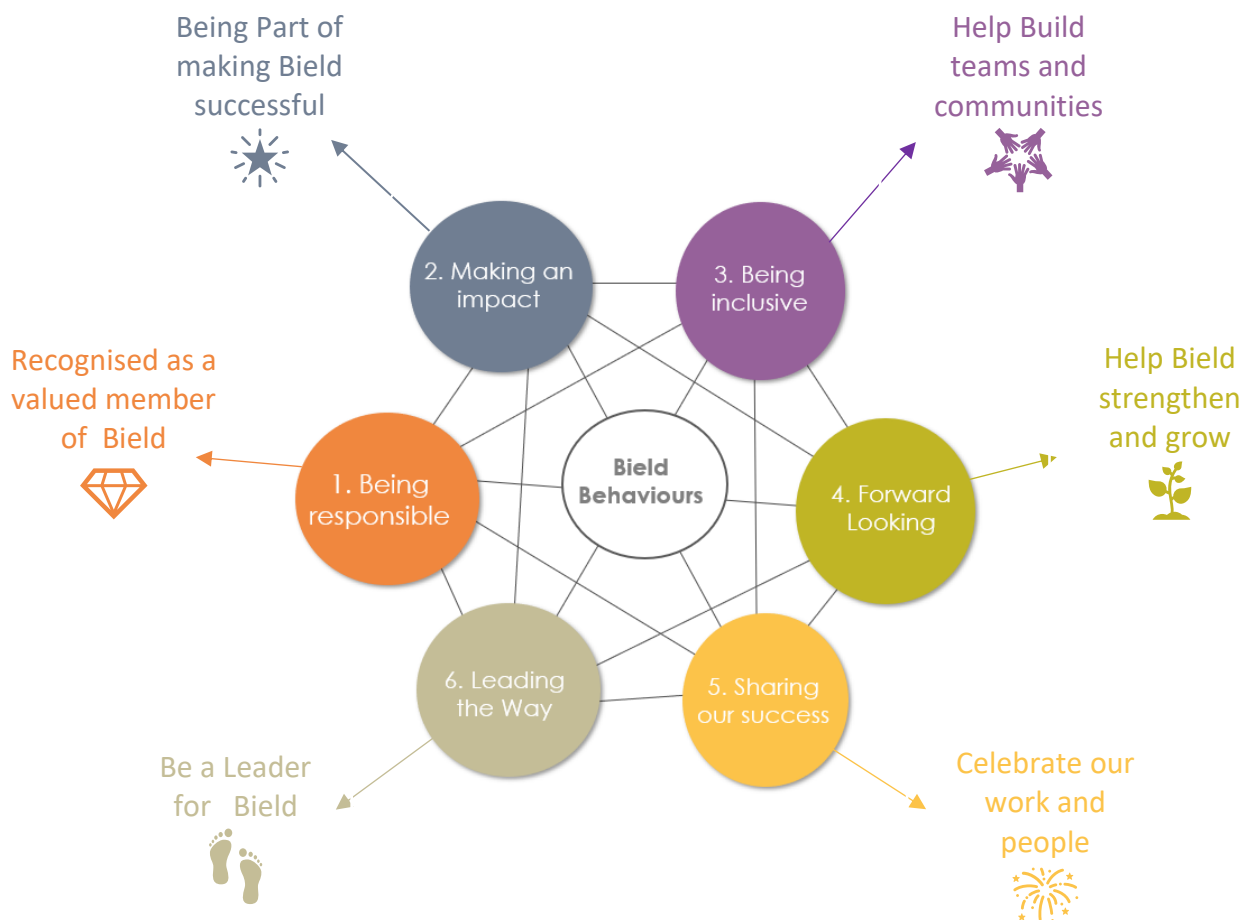 Being Part of
making Bield
successful
Help Build
teams and
communities
2. Making an
impact
3. Being
inclusive
Recognised as a
valued member
of Bield
Help Bield
strengthen
and grow
1. Being
responsible
Bield
Behaviours
4. Forward
Looking
6. Leading
the Way
5. Sharing
our success
Be a Leader
for Bield
Celebrate our
work and
people